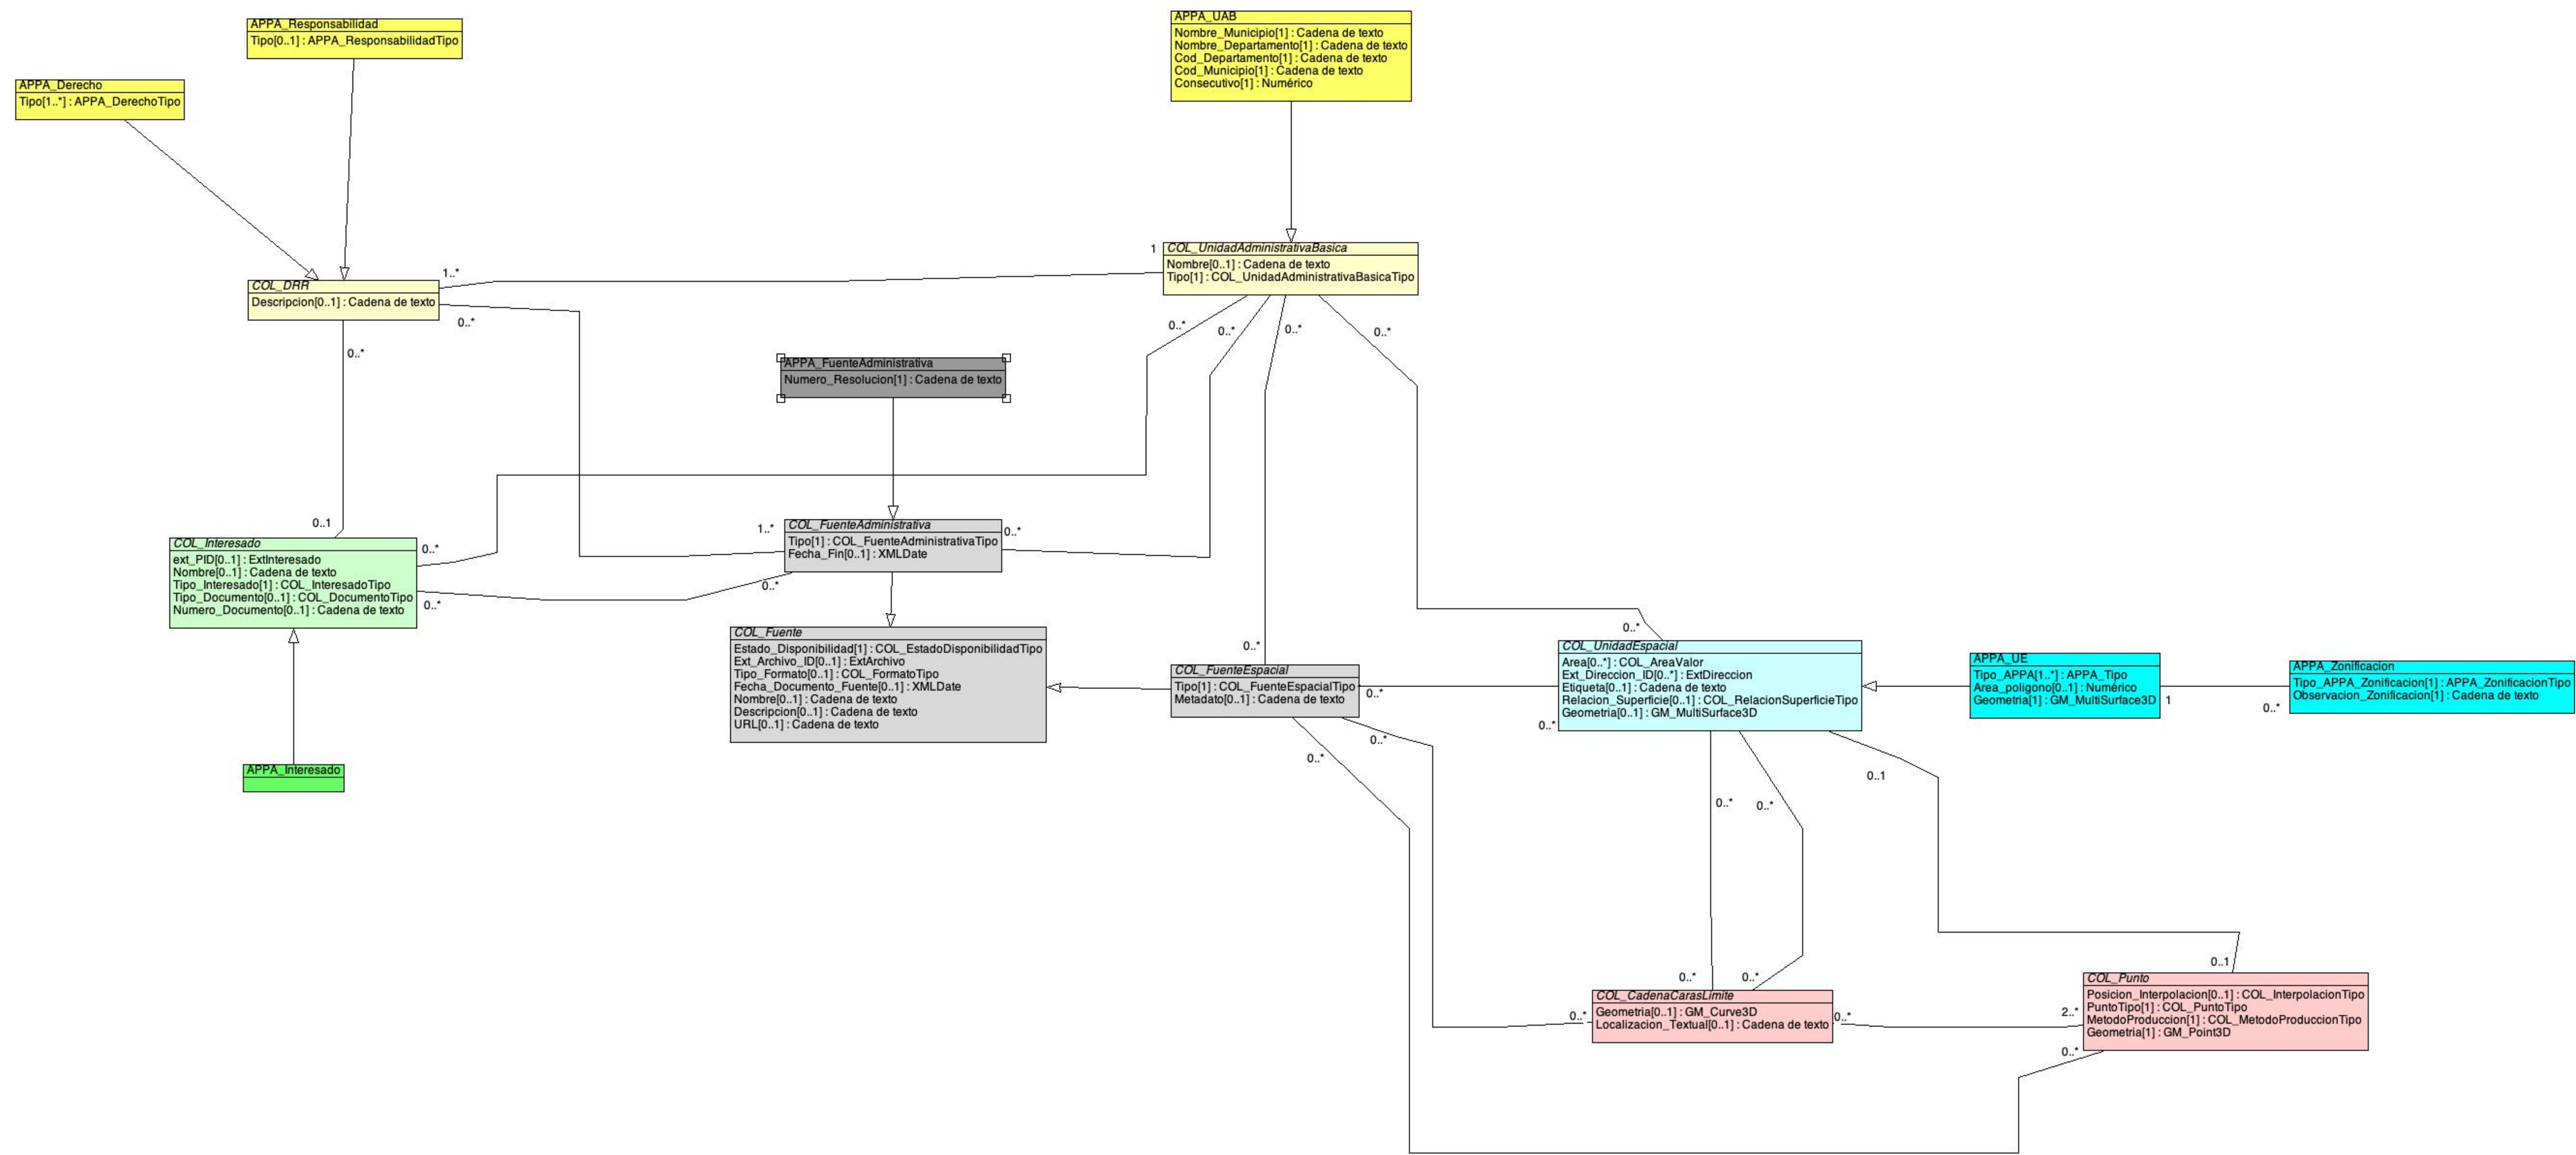 APPA_Responsabilidad
Tipo[0..1] : APPA_ResponsabilidadTipo
APPA_UAB
Nombre_Municipio[1] : Cadena de texto
Nombre_Departamento[1] : Cadena de texto
Cod_Departamento[1] : Cadena de texto
Cod_Municipio[1] : Cadena de texto
Consecutivo[1] : Numérico
APPA_Derecho
Tipo[1..*] : APPA_DerechoTipo
1
COL_UnidadAdministrativaBasica
Nombre[0..1] : Cadena de texto
Tipo[1] : COL_UnidadAdministrativaBasicaTipo
1..*
COL_DRR
Descripcion[0..1] : Cadena de texto
0..*
0..*
0..*
0..*
0..*
0..*
APPA_FuenteAdministrativa
Numero_Resolucion[1] : Cadena de texto
0..1
1..*
COL_FuenteAdministrativa
Tipo[1] : COL_FuenteAdministrativaTipo
Fecha_Fin[0..1] : XMLDate
0..*
COL_Interesado
ext_PID[0..1] : ExtInteresado
Nombre[0..1] : Cadena de texto
Tipo_Interesado[1] : COL_InteresadoTipo
Tipo_Documento[0..1] : COL_DocumentoTipo
Numero_Documento[0..1] : Cadena de texto
0..*
0..*
0..*
COL_Fuente
Estado_Disponibilidad[1] : COL_EstadoDisponibilidadTipo
Ext_Archivo_ID[0..1] : ExtArchivo
Tipo_Formato[0..1] : COL_FormatoTipo
Fecha_Documento_Fuente[0..1] : XMLDate
Nombre[0..1] : Cadena de texto
Descripcion[0..1] : Cadena de texto
URL[0..1] : Cadena de texto
0..*
COL_FuenteEspacial
Tipo[1] : COL_FuenteEspacialTipo
Metadato[0..1] : Cadena de texto
0..*
0..*
COL_UnidadEspacial
Area[0..*] : COL_AreaValor
Ext_Direccion_ID[0..*] : ExtDireccion
Etiqueta[0..1] : Cadena de texto
Relacion_Superficie[0..1] : COL_RelacionSuperficieTipo
Geometria[0..1] : GM_MultiSurface3D
0..*
APPA_UE
Tipo_APPA[1..*] : APPA_Tipo
Area_poligono[0..1] : Numérico
Geometria[1] : GM_MultiSurface3D
1
0..*
APPA_Zonificacion
Tipo_APPA_Zonificacion[1] : APPA_ZonificacionTipo
Observacion_Zonificacion[1] : Cadena de texto
APPA_Interesado
0..*
0..*
0..1
0..*
0..*
0..*
0..*
0..1
COL_CadenaCarasLimite
Geometria[0..1] : GM_Curve3D
Localizacion_Textual[0..1] : Cadena de texto
0..*
0..*
2..*
0..*
COL_Punto
Posicion_Interpolacion[0..1] : COL_InterpolacionTipo
PuntoTipo[1] : COL_PuntoTipo
MetodoProduccion[1] : COL_MetodoProduccionTipo
Geometria[1] : GM_Point3D